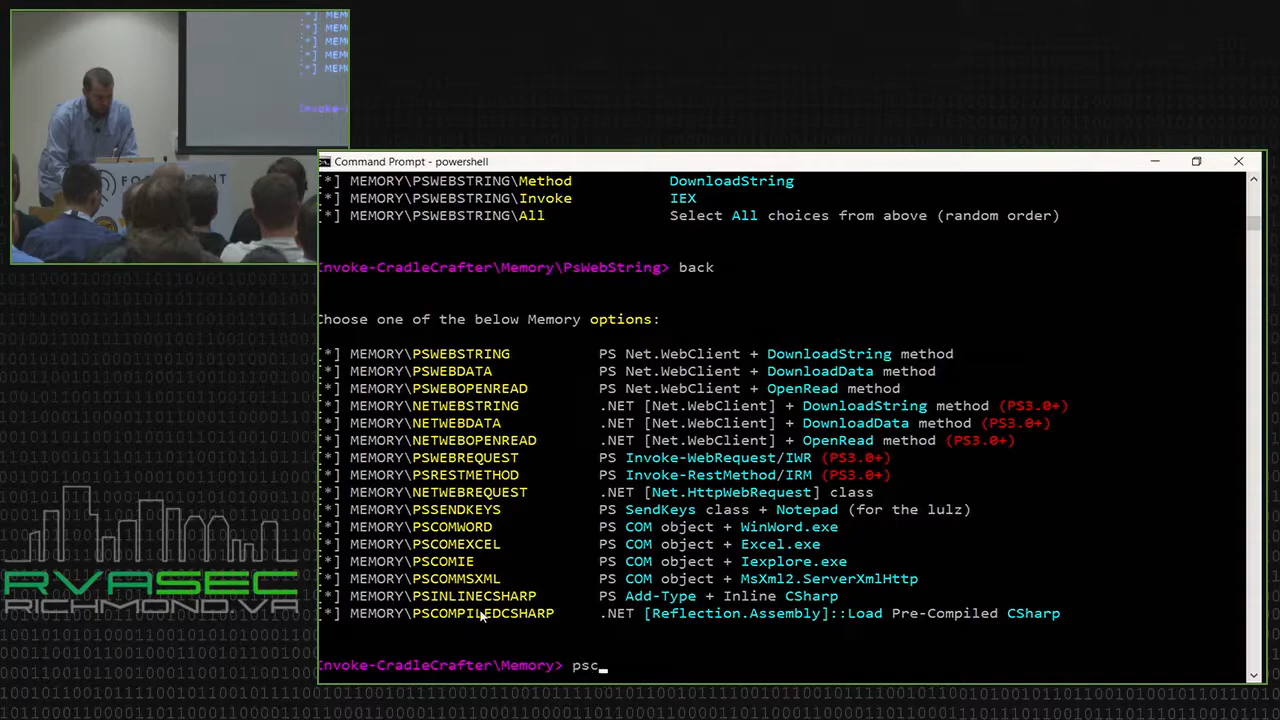 [*] MEM
[*] MEMO
[*] MEMO
[*] MEMO
[*] MEMO
Invoke-
Command Prompt - powershell
[*] MEMORY\PSWEBSTRING\Method DownloadString
[*] MEMORY\PSWEBSTRING\Invoke IEX
[*] MEMORY\PSWEBSTRING\All Select All choices from above (random order)
Invoke-CradleCrafter\Memory\PsWebString> back
Choose one of the below Memory options:
[*] MEMORY\PSWEBSTRING PS Net.WebClient + DownloadString method
[*] MEMORY\PSWEBDATA PS Net.WebClient + DownloadData method
[*] MEMORY\PSWEBOPENREAD PS Net.WebClient + OpenRead method
[*] MEMORY\NETWEBSTRING .NET [Net.WebClient] + DownloadString method (PS3.0+)
[*] MEMORY\NETWEBDATA .NET [Net.WebClient] + DownloadData method (PS3.0+)
[*] MEMORY\NETWEBOPENREAD .NET [Net.WebClient] + OpenRead method (PS3.0+)
[*] MEMORY\PSWEBREQUEST PS Invoke-WebRequest/IWR (PS3.0+)
[*] MEMORY\PSRESTMETHOD PS Invoke-RestMethod/IRM (PS3.0+)
[*] MEMORY\NETWEBREQUEST .NET [Net.HttpWebRequest] class
[*] MEMORY\PSSENDKEYS PS SendKeys class + Notepad (for the lulz)
[*] MEMORY\PSCOMWORD PS COM object + WinWord.exe
[*] MEMORY\PSCOMEXCEL PS COM object + Excel.exe
[*] MEMORY\PSCOMIE PS COM object + Iexplore.exe
[*] MEMORY\PSCOMMSXML PS COM object + MsXml2.ServerXmlHttp
[*] MEMORY\PSINLINECSHARP PS Add-Type + Inline CSharp
[*] MEMORY\PSCOMPILEDCSHARP .NET [Reflection.Assembly]::Load Pre-Compiled CSharp
Invoke-CradleCrafter\Memory> psc_
RVASEC
RICHMOND.VA